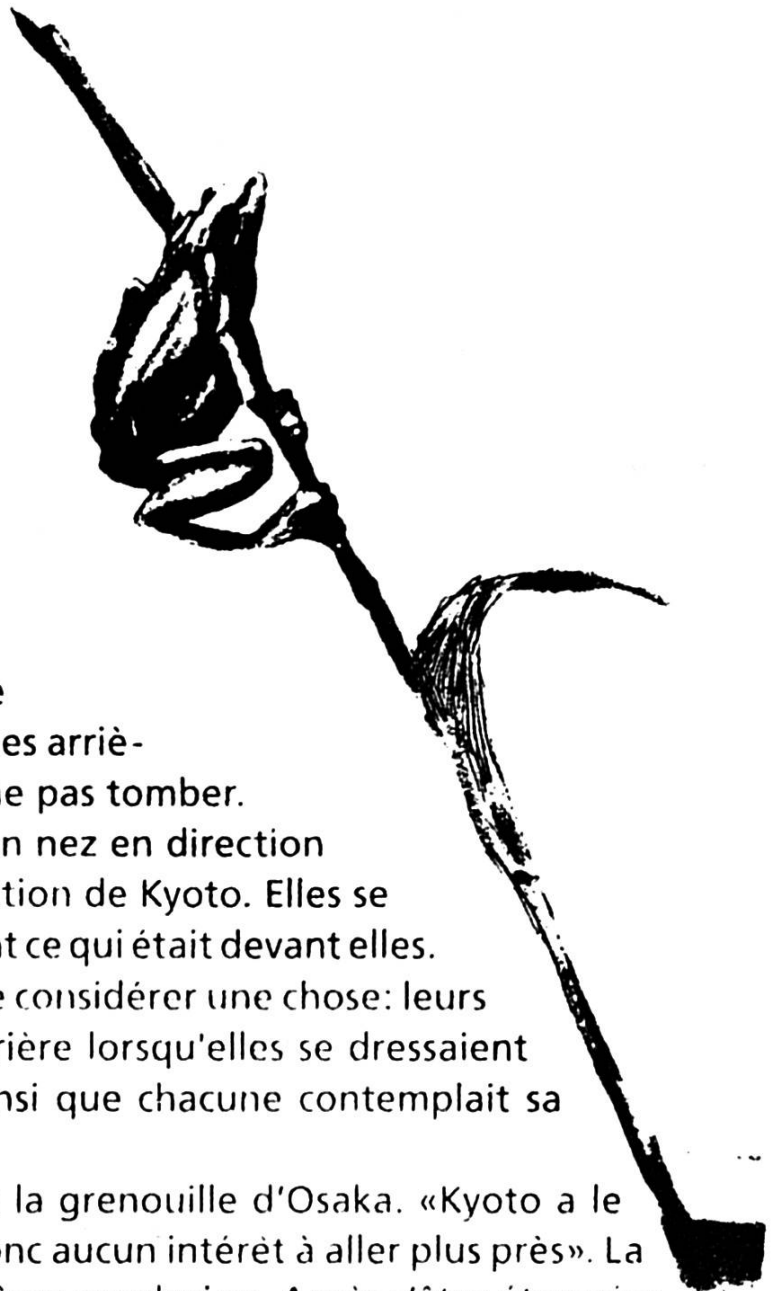 es arriè-
ne pas tomber.
n nez en direction
tion de Kyoto. Elles se
t ce qui était devant elles.
e considérer une chose: leurs
rière lorsqu'elles se dressaient
nsi que chacune contemplait sa
la grenouille d'Osaka. «Kyoto a le
onc aucun intérêt à aller plus près». La